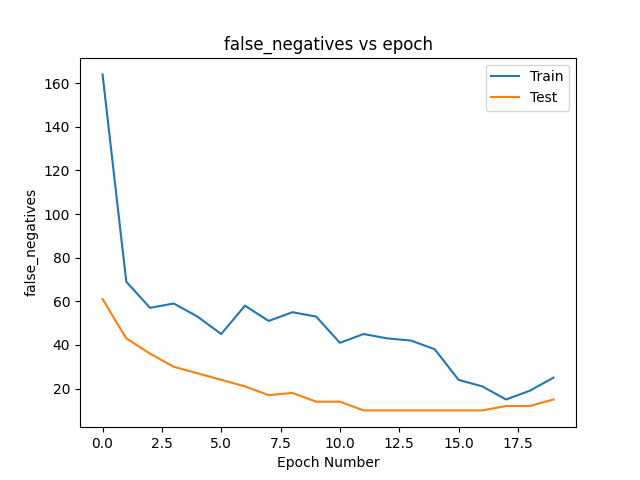 false_negatives vs epoch
Train
Test
160
140
120
100
80
60
40
20
false_negatives
0.0 2.5 5.0 7.5 10.0 12.5 15.0 17.5
Epoch Number